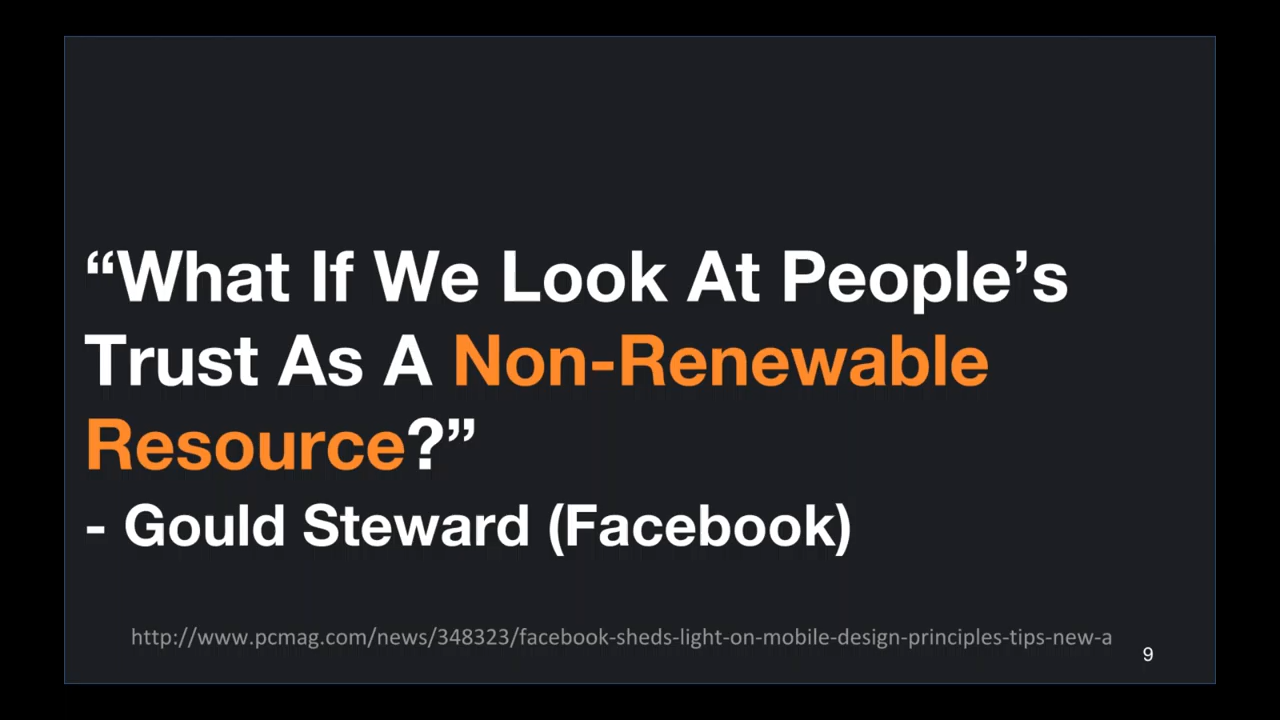 “What If We Look At People’s
Trust As A Non-Renewable
Resource?”
- Gould Steward (Facebook)
http://www.pcmag.com/news/348323/facebook-sheds-light-on-mobile-design-principles-tips-new-a
9